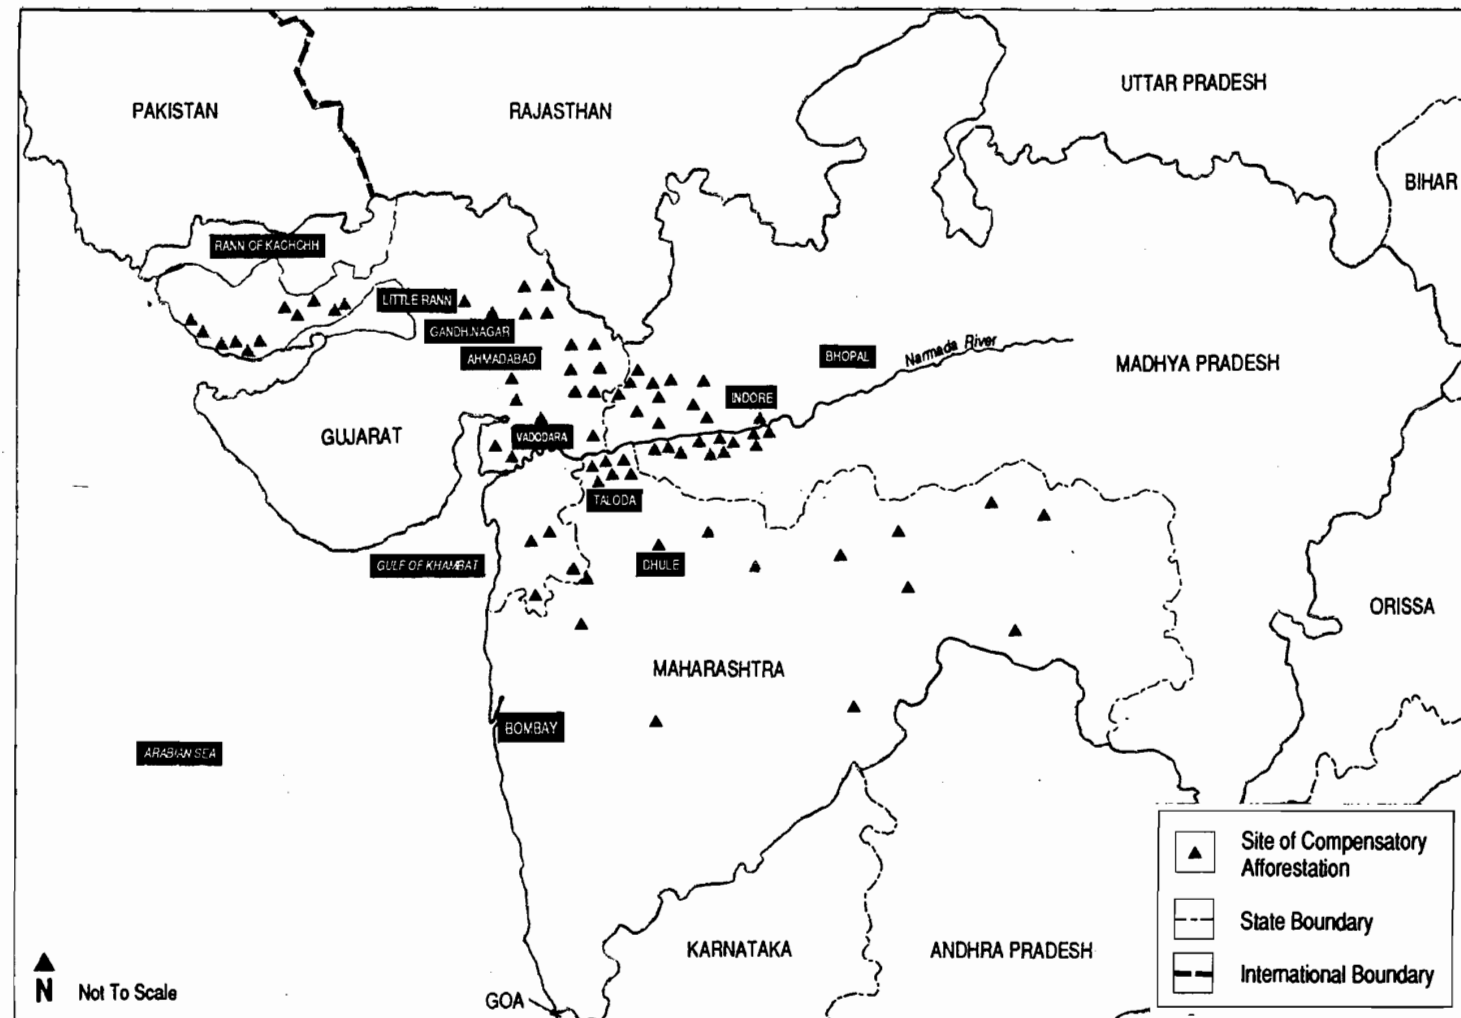 UTTAR PRADESH
PAKISTAN
RAJASTHAN
BIHAR
RANN OF KACHCHH
LITTLE RANN
GANDH.NAGAR
AHMADABAD
BHOPAL
Narmada River
MADHYA PRADESH
INDORE
GUJARAT
VADODARA
TALODA
GULF OF KHAMBAT
DHULE
ORISSA
MAHARASHTRA
BOMBAY
ARABIAN SEA
Site of Compensatory
Afforestation
State Boundary
International Boundary
KARNATAKA
ANDHRA PRADESH
N
Not To Scale
GOA